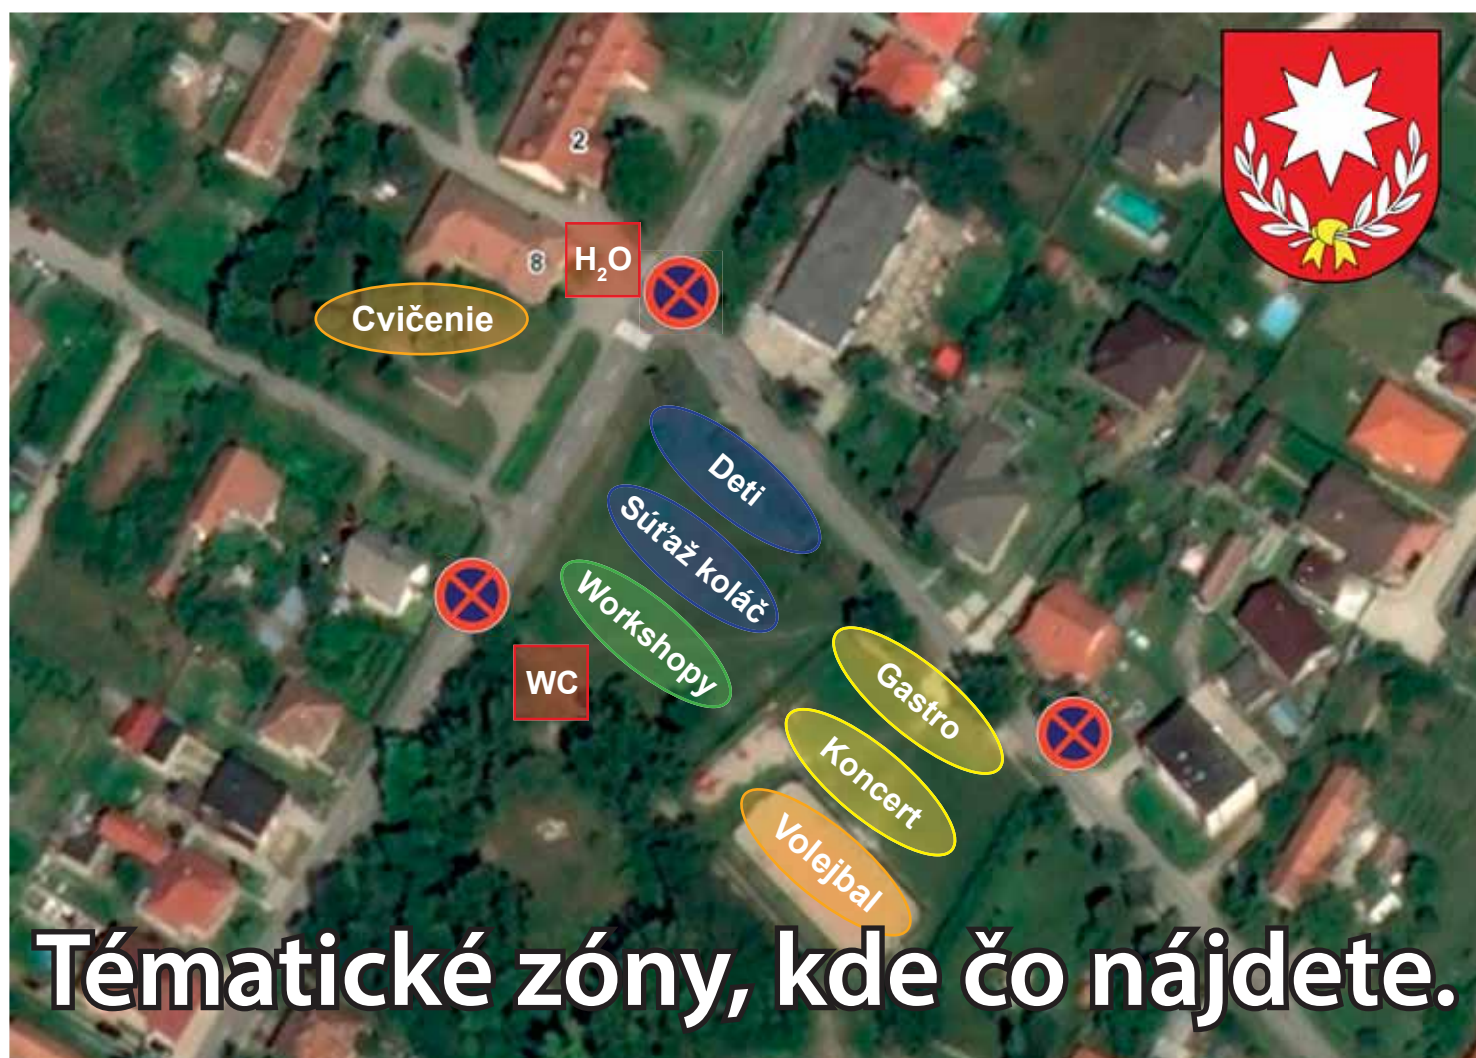 2
8
H₂O
Cvičenie
Deti
Súťaž koláč
Workshopy
WC
Gastro
Koncert
Volejbal
Tématické zóny, kde čo nájdete.